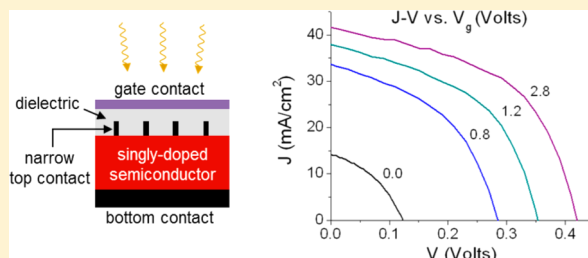 gate contact
dielectric
narrow
top contact
singly-doped
semiconductor
bottom contact
J-V vs. Vg (Volts)
J (mA/cm²)
40
30
20
10
0
2.8
1.2
0.8
0.0
0.0 0.1 0.2 0.3 0.4
V (Volts)